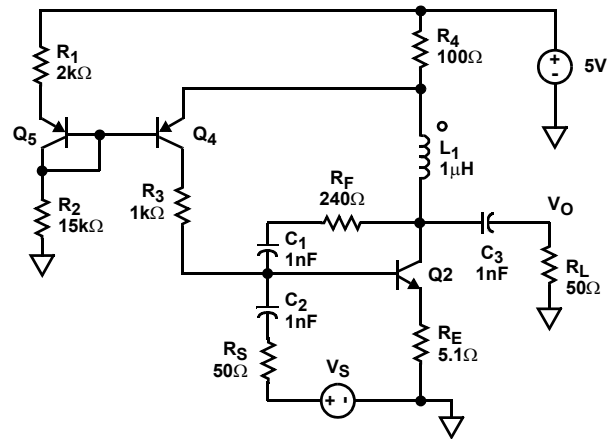 R1
2kΩ
R4
100Ω
+
-
5V
Q5
Q4
L1
1μH
R2
15kΩ
R3
1kΩ
RF
240Ω
VO
C1
1nF
C3
1nF
Q2
RL
50Ω
C2
1nF
RS
50Ω
VS
+ -
RE
5.1Ω